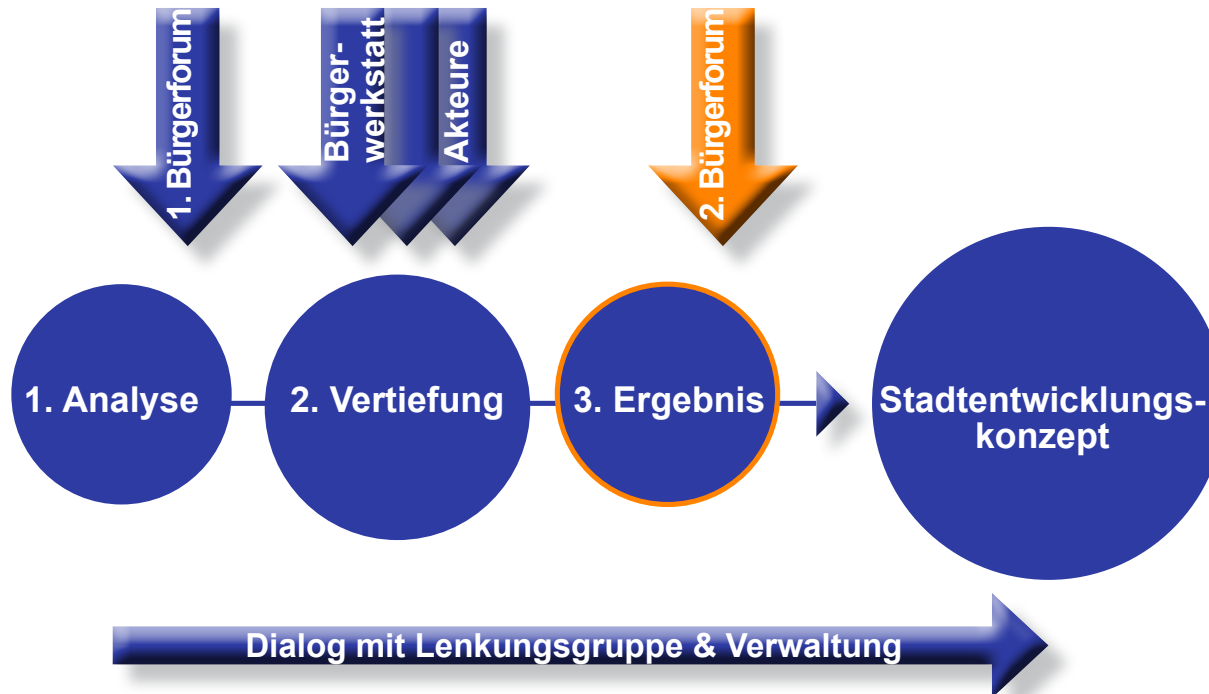 1. Bürgerforum
Bürger-
werkstatt
Akteure
2. Bürgerforum
1. Analyse
2. Vertiefung
3. Ergebnis
Stadtentwicklungs-
konzept
Dialog mit Lenkungsgruppe & Verwaltung